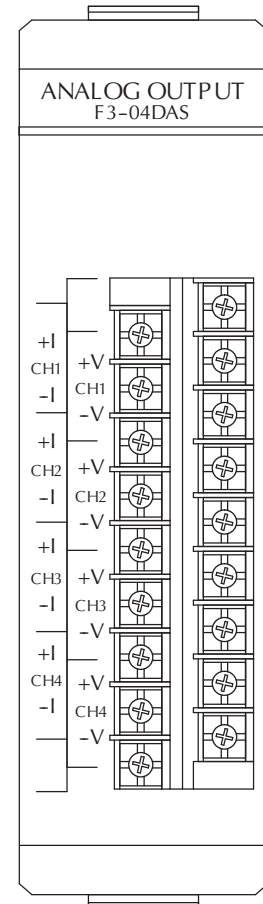 ANALOG OUTPUT
F3-04DAS
+I
CH1
-I
+V
CH1
-V
+I
CH2
-I
+V
CH2
-V
+I
CH3
-I
+V
CH3
-V
+I
CH4
-I
+V
CH4
-V